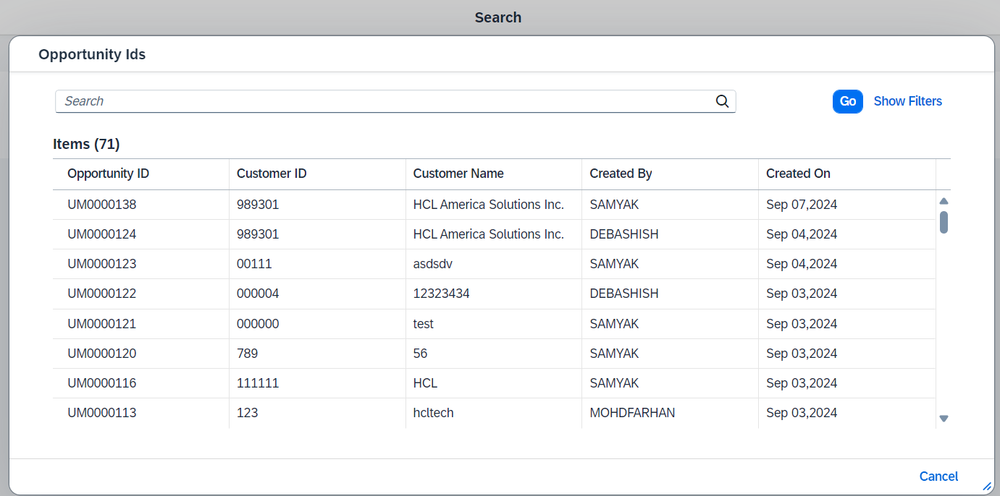 Search
Opportunity Ids
Search
Go Show Filters
Items (71)
Opportunity ID Customer ID Customer Name Created By Created On
UM0000138 989301 HCL America Solutions Inc. SAMYAK Sep 07,2024
UM0000124 989301 HCL America Solutions Inc. DEBASHISH Sep 04,2024
UM0000123 00111 asdsdv SAMYAK Sep 04,2024
UM0000122 000004 12323434 DEBASHISH Sep 03,2024
UM0000121 000000 test SAMYAK Sep 03,2024
UM0000120 789 56 SAMYAK Sep 03,2024
UM0000116 111111 HCL SAMYAK Sep 03,2024
UM0000113 123 hcltech MOHDFARHAN Sep 03,2024
Cancel